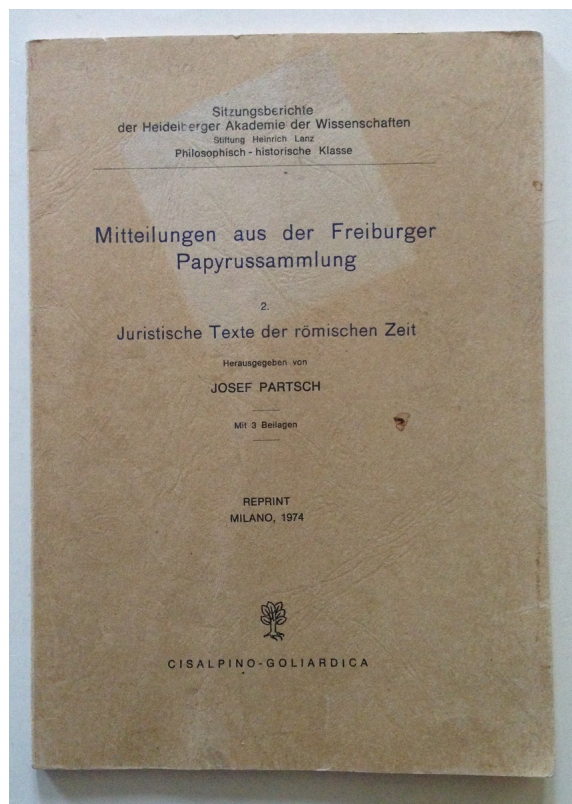 Sitzungsberichte
der Heidelberger Akademie der Wissenschaften
Stiftung Heinrich Lanz
Philosophisch - historische Klasse
Mitteilungen aus der Freiburger
Papyrussammlung
2.
Juristische Texte der römischen Zeit
Herausgegeben von
JOSEF PARTSCH
Mit 3 Beilagen
REPRINT
MILANO, 1974
CISALPINO-GOLIARDICA